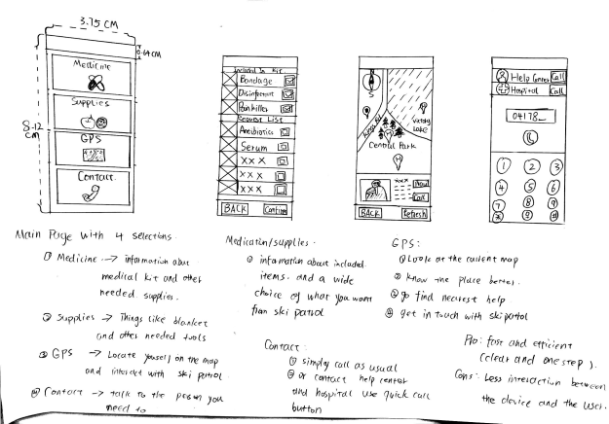 3.75 CM
0.64 CM
8.12
CM
Medicine
Supplies
GPS
Contact
Included In Kit
Bandage
Disinfectant
Painkiller
Request List
Antibiotics
Serum
X X X
X X X
X X X
BACK
Confirm
S
Kings Rd
Victoria
Lake
Central Park
Call
BACK
Refresh
Help Center Call
Hospital Call
04178
1 2 3
4 5 6
7 8 9
0
Main Page with 4 selections.
① Medicine → information about
medical kit and other
needed supplies.
② Supplies → Things like blanket
and other needed tools
③ GPS → Locate yourself on the map
and interact with ski patrol
④ Contact → talk to the person you
need to
Medication/supplies.
① information about included
items. and a wide
choice of what you want
from ski patrol
Contact:
① simply call as usual
② or contact help center
and hospital use quick call
button
GPS:
① Look at the current map
② know the place better.
③ go find nearest help
④ get in touch with ski patrol
Pro: fast and efficient
(clear and one step).
Cons: Less interaction between
the device and the user.